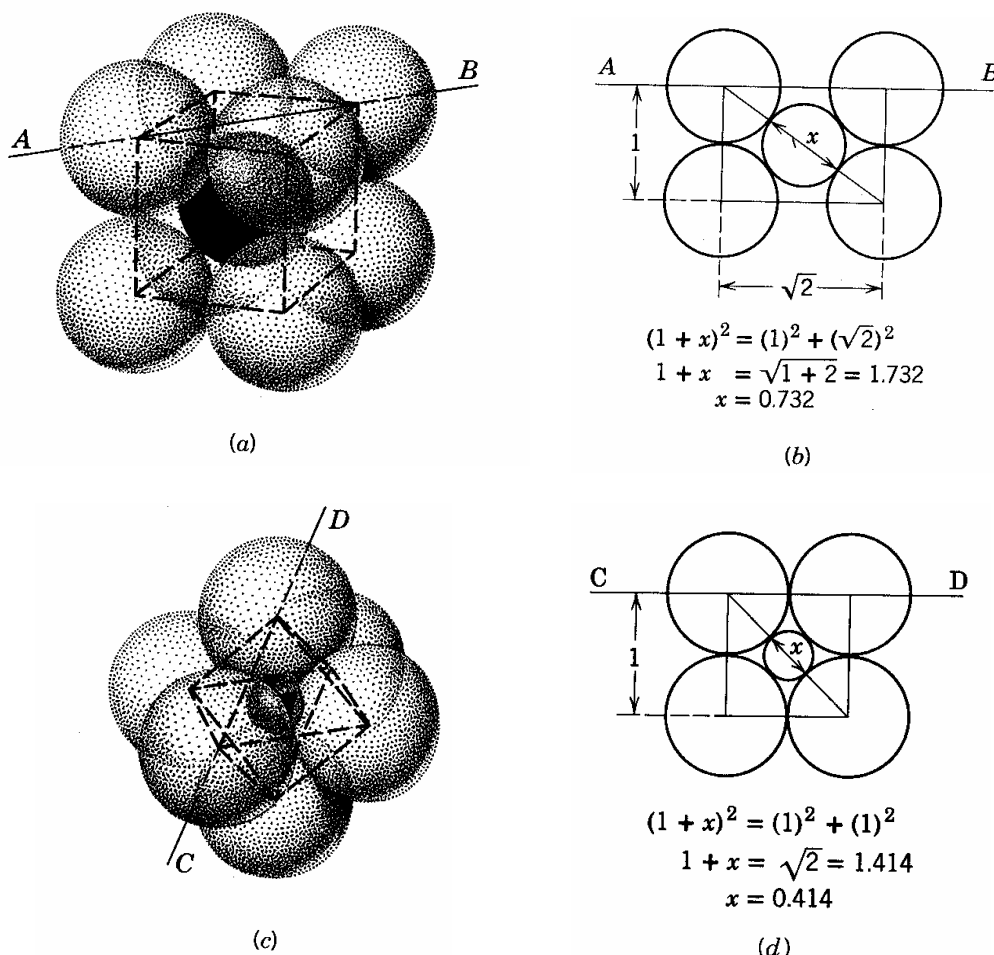 A
B
(a)
A
B
1
x
√2
(1 + x)² = (1)² + (√2)²
1 + x = √1 + 2 = 1.732
x = 0.732
(b)
D
C
(c)
C
D
1
x
(1 + x)² = (1)² + (1)²
1 + x = √2 = 1.414
x = 0.414
(d)